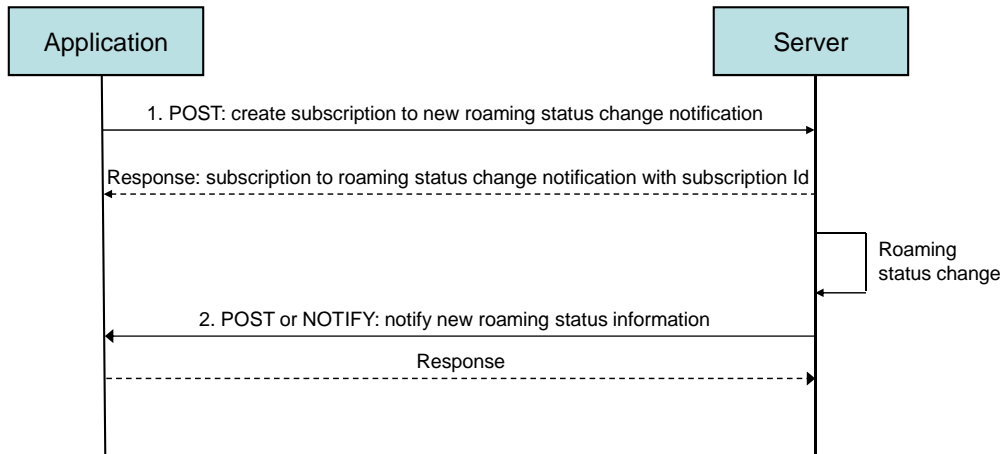 Application
Server
1. POST: create subscription to new roaming status change notification
Response: subscription to roaming status change notification with subscription Id
Roaming
status change
2. POST or NOTIFY: notify new roaming status information
Response